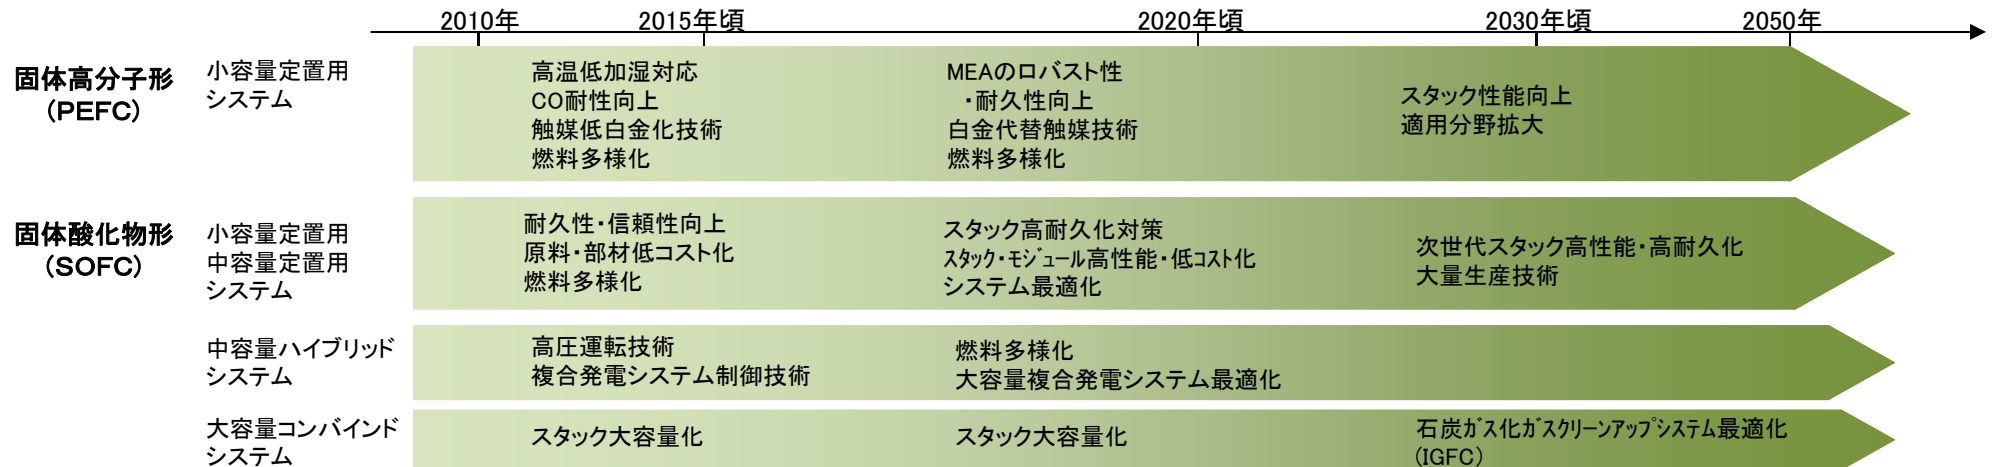 2010年 2015年頃 2020年頃 2030年頃 2050年
固体高分子形
（PEFC）
小容量定置用
システム
高温低加湿対応
CO耐性向上
触媒低白金化技術
燃料多様化
MEAのロバスト性
・耐久性向上
白金代替触媒技術
燃料多様化
スタック性能向上
適用分野拡大
固体酸化物形
（SOFC）
小容量定置用
中容量定置用
システム
耐久性・信頼性向上
原料・部材低コスト化
燃料多様化
スタック高耐久化対策
ｽﾀｯｸ・ﾓｼﾞｭｰﾙ高性能・低ｺｽﾄ化
システム最適化
次世代スタック高性能・高耐久化
大量生産技術
中容量ハイブリッド
システム
高圧運転技術
複合発電システム制御技術
燃料多様化
大容量複合発電システム最適化
大容量コンバインド
システム
スタック大容量化
スタック大容量化
石炭ｶﾞｽ化ｶﾞｽｸﾘｰﾝｱｯﾌﾟｼｽﾃﾑ最適化
(IGFC)